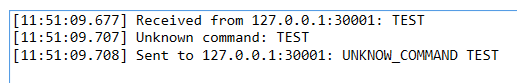 [11:51:09.677] Received from 127.0.0.1:30001: TEST
[11:51:09.707] Unknown command: TEST
[11:51:09.708] Sent to 127.0.0.1:30001: UNKNOW_COMMAND TEST